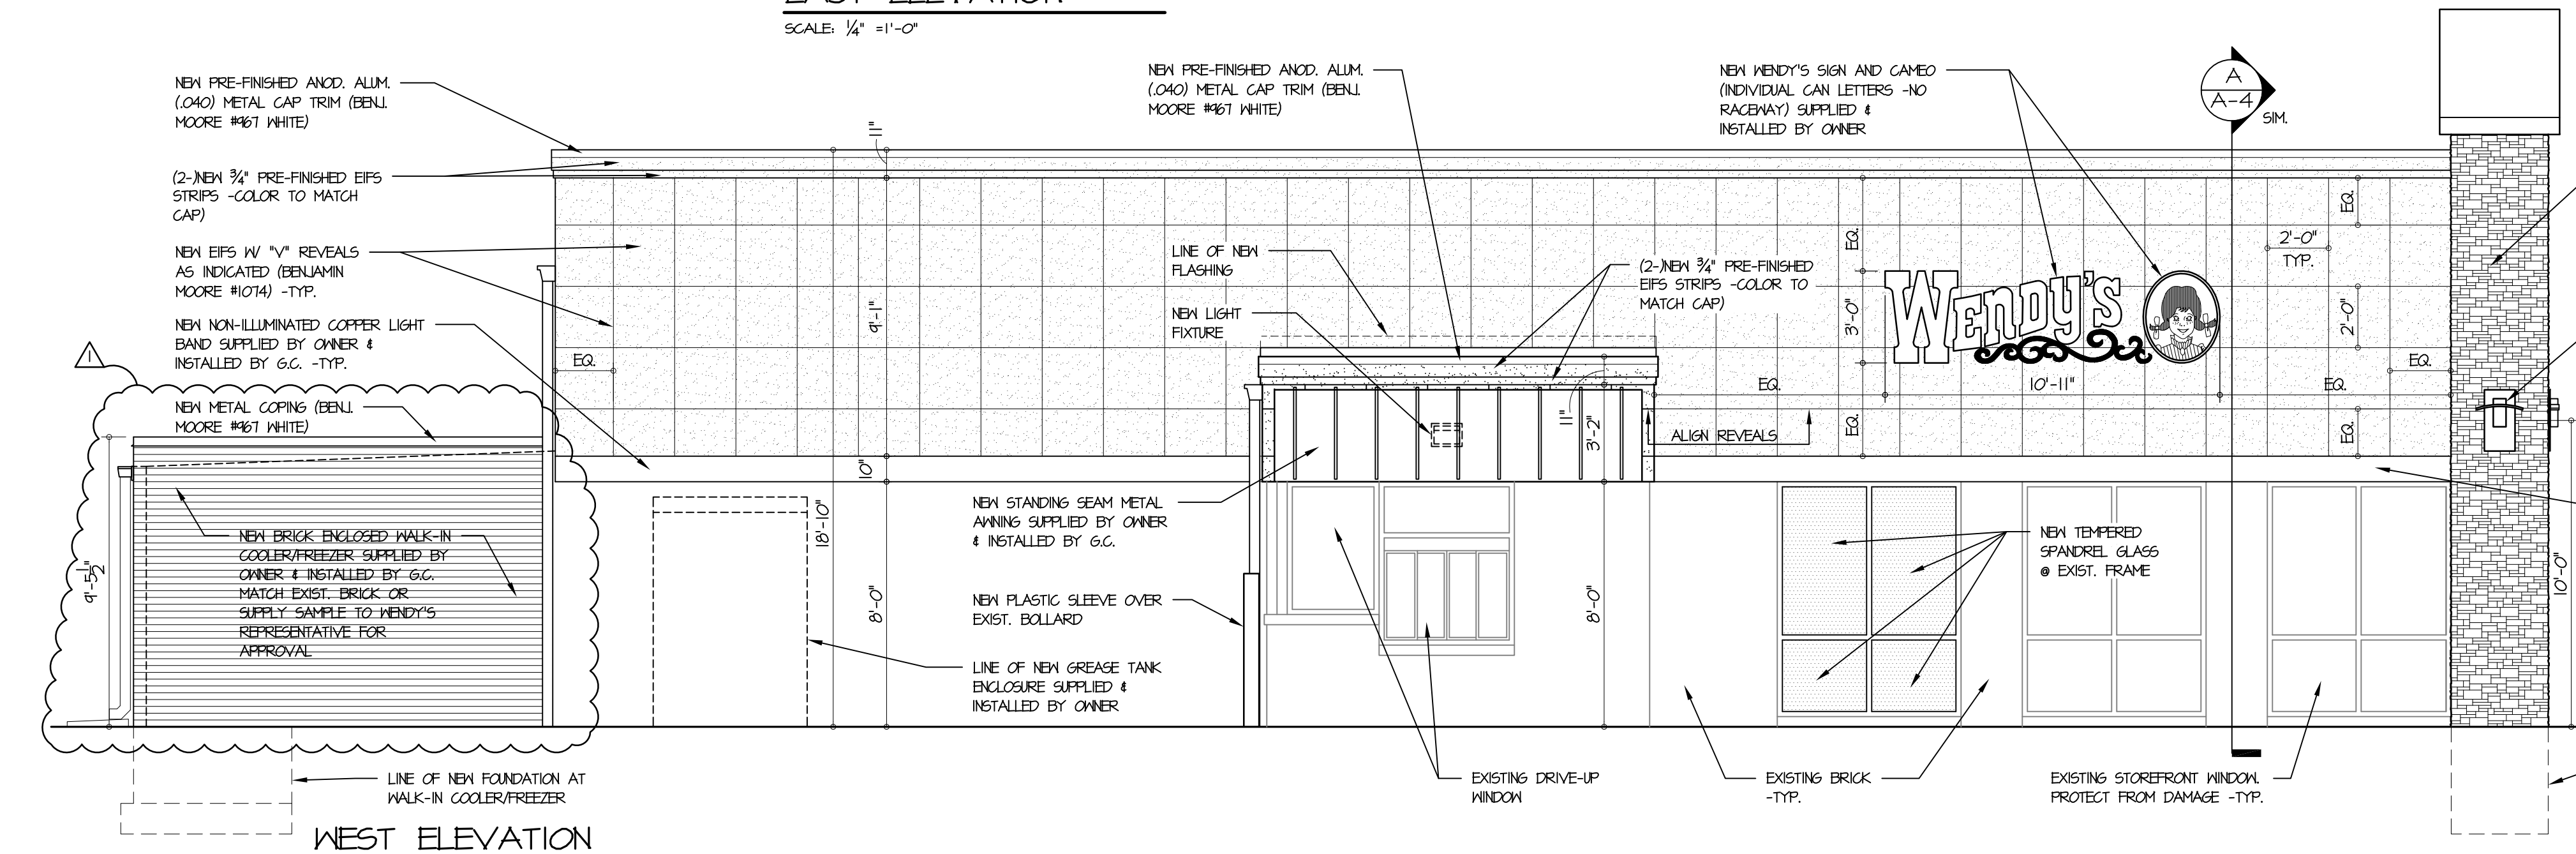 EAST ELEVATION
SCALE: 1/4" =1'-0"
NEW PRE-FINISHED ANOD. ALUM.
(.040) METAL CAP TRIM (BENJ.
MOORE #967 WHITE)
(2-)NEW 3/4" PRE-FINISHED EIFS
STRIPS -COLOR TO MATCH
CAP)
NEW EIFS W/ "V" REVEALS
AS INDICATED (BENJAMIN
MOORE #1074) -TYP.
NEW NON-ILLUMINATED COPPER LIGHT
BAND SUPPLIED BY OWNER &
INSTALLED BY G.C. -TYP.
1
NEW METAL COPING (BENJ.
MOORE #967 WHITE)
NEW BRICK ENCLOSED WALK-IN
COOLER/FREEZER SUPPLIED BY
OWNER & INSTALLED BY G.C.
MATCH EXIST. BRICK OR
SUPPLY SAMPLE TO WENDY'S
REPRESENTATIVE FOR
APPROVAL
9'-5 1/2"
EQ.
11"
9'-1"
10"
18'-10"
8'-0"
NEW PRE-FINISHED ANOD. ALUM.
(.040) METAL CAP TRIM (BENJ.
MOORE #967 WHITE)
LINE OF NEW
FLASHING
NEW LIGHT
FIXTURE
(2-)NEW 3/4" PRE-FINISHED
EIFS STRIPS -COLOR TO
MATCH CAP)
11"
3'-2"
8'-0"
ALIGN REVEALS
NEW STANDING SEAM METAL
AWNING SUPPLIED BY OWNER
& INSTALLED BY G.C.
NEW PLASTIC SLEEVE OVER
EXIST. BOLLARD
LINE OF NEW GREASE TANK
ENCLOSURE SUPPLIED &
INSTALLED BY OWNER
NEW WENDY'S SIGN AND CAMEO
(INDIVIDUAL CAN LETTERS -NO
RACEWAY) SUPPLIED &
INSTALLED BY OWNER
A
A-4
SIM.
EQ.
3'-0"
EQ.
Wendy's
EQ.
10'-11"
EQ.
EQ.
2'-0"
TYP.
EQ.
2'-0"
EQ.
NEW TEMPERED
SPANDREL GLASS
@ EXIST. FRAME
10'-0"
LINE OF NEW FOUNDATION AT
WALK-IN COOLER/FREEZER
EXISTING DRIVE-UP
WINDOW
EXISTING BRICK
-TYP.
EXISTING STOREFRONT WINDOW.
PROTECT FROM DAMAGE -TYP.
WEST ELEVATION